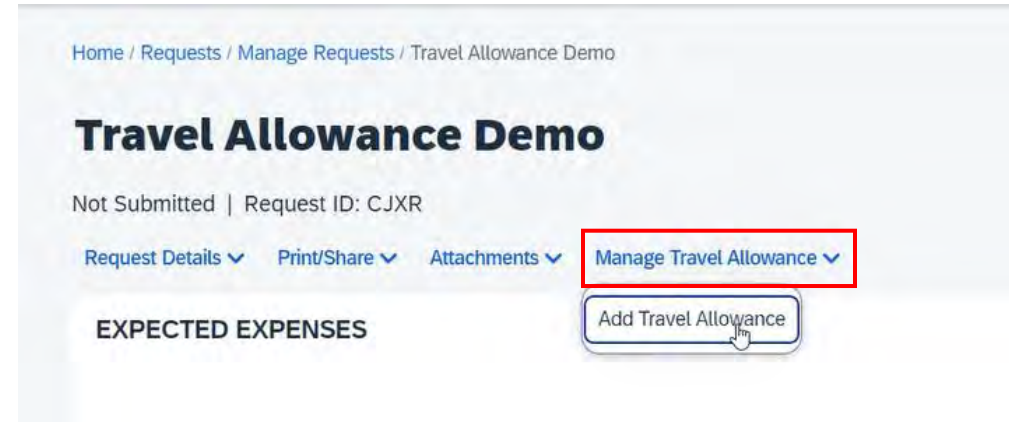 Home / Requests / Manage Requests / Travel Allowance Demo
Travel Allowance Demo
Not Submitted | Request ID: CJXR
Request Details Print/Share Attachments Manage Travel Allowance
Add Travel Allowance
EXPECTED EXPENSES